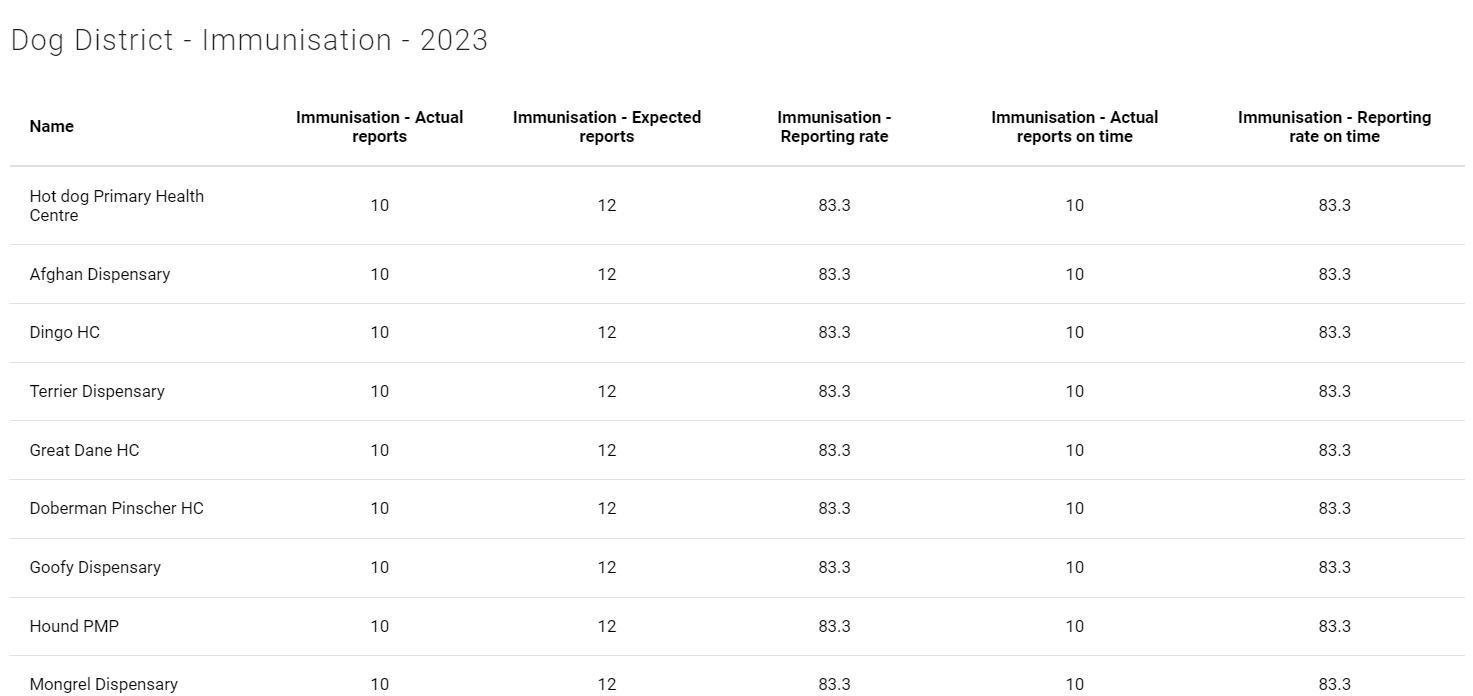 Dog District - Immunisation - 2023
Name
Immunisation - Actual
reports
Immunisation - Expected
reports
Immunisation -
Reporting rate
Immunisation - Actual
reports on time
Immunisation - Reporting
rate on time
Hot dog Primary Health
Centre
10 12 83.3 10 83.3
Afghan Dispensary 10 12 83.3 10 83.3
Dingo HC 10 12 83.3 10 83.3
Terrier Dispensary 10 12 83.3 10 83.3
Great Dane HC 10 12 83.3 10 83.3
Doberman Pinscher HC 10 12 83.3 10 83.3
Goofy Dispensary 10 12 83.3 10 83.3
Hound PMP 10 12 83.3 10 83.3
Mongrel Dispensary 10 12 83.3 10 83.3